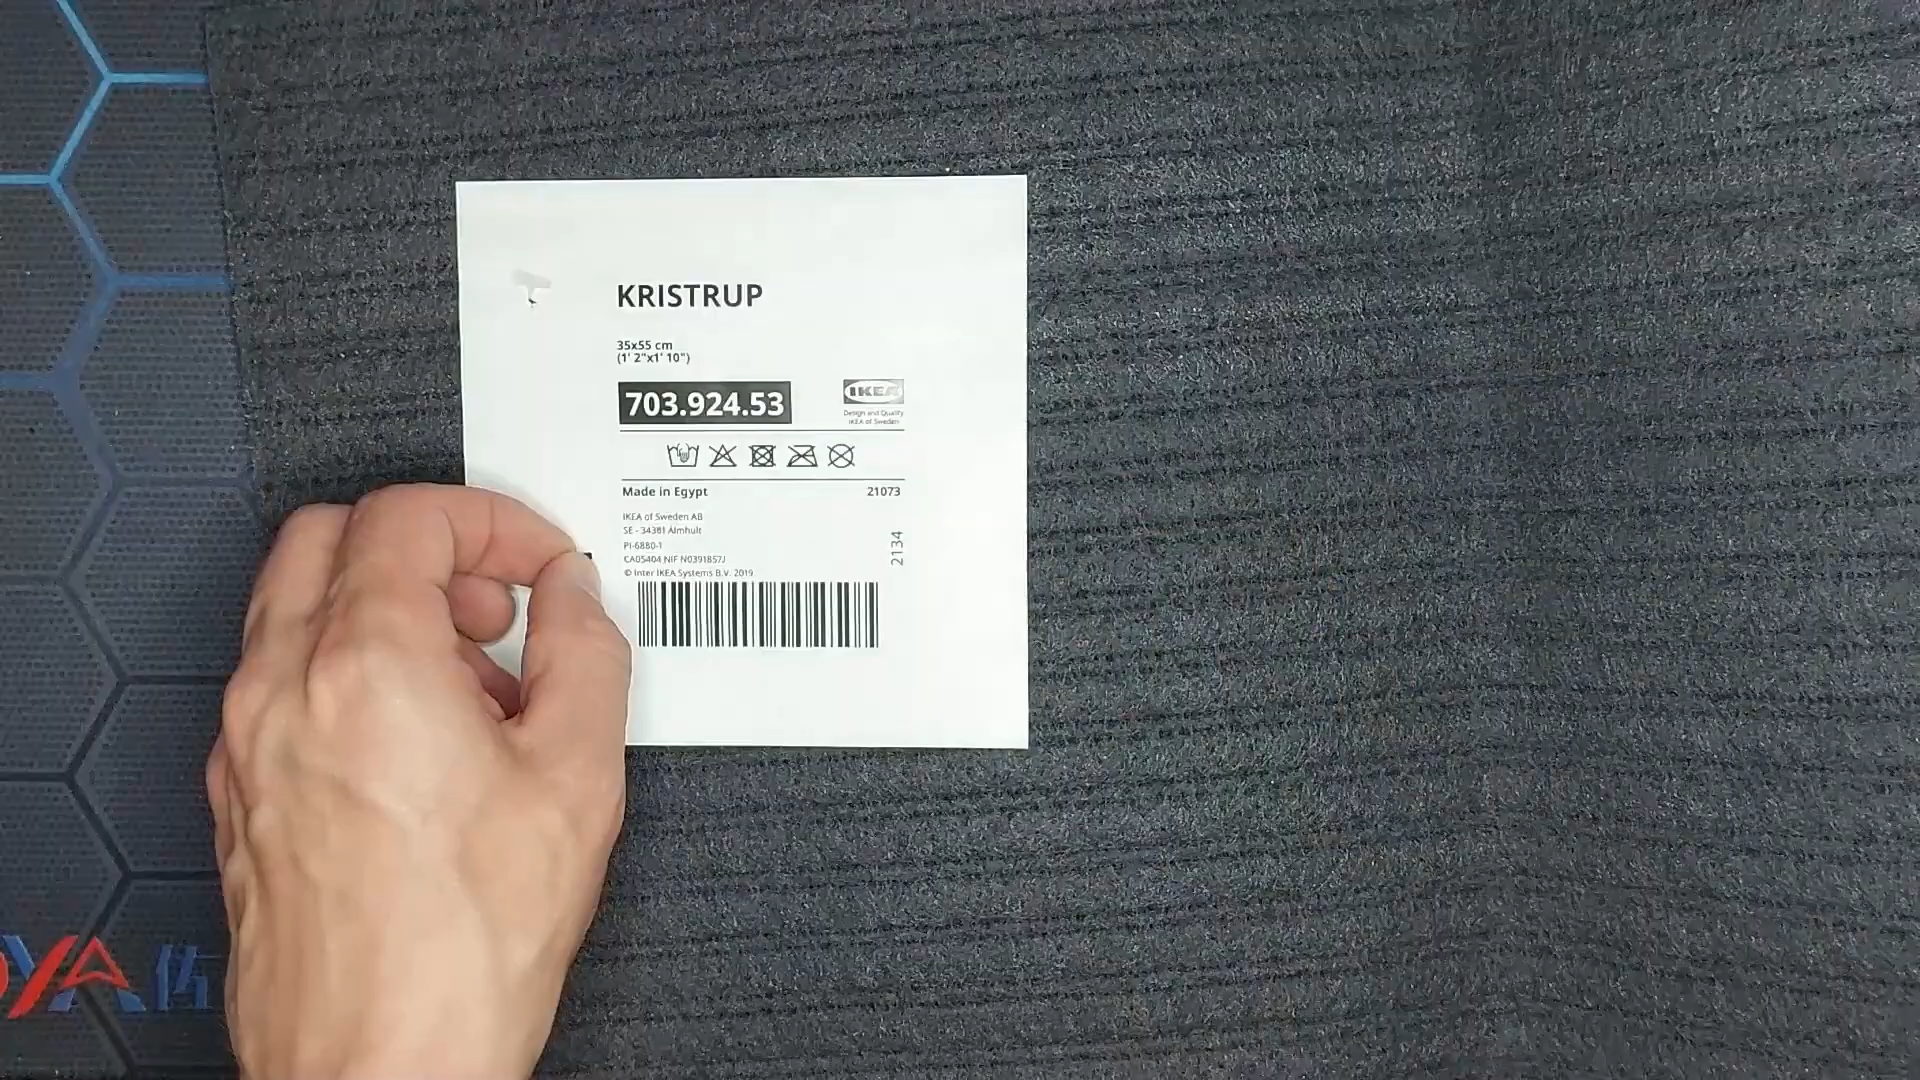 KRISTRUP
35x55 cm
(1' 2"x1' 10")
703.924.53
IKEA
Design and Quality
IKEA of Sweden
Made in Egypt 21073
IKEA of Sweden AB
SE - 34381 Älmhult
PI-6880-1
CA05404 NIF N0391857J
© Inter IKEA Systems B.V. 2019
2134
YA